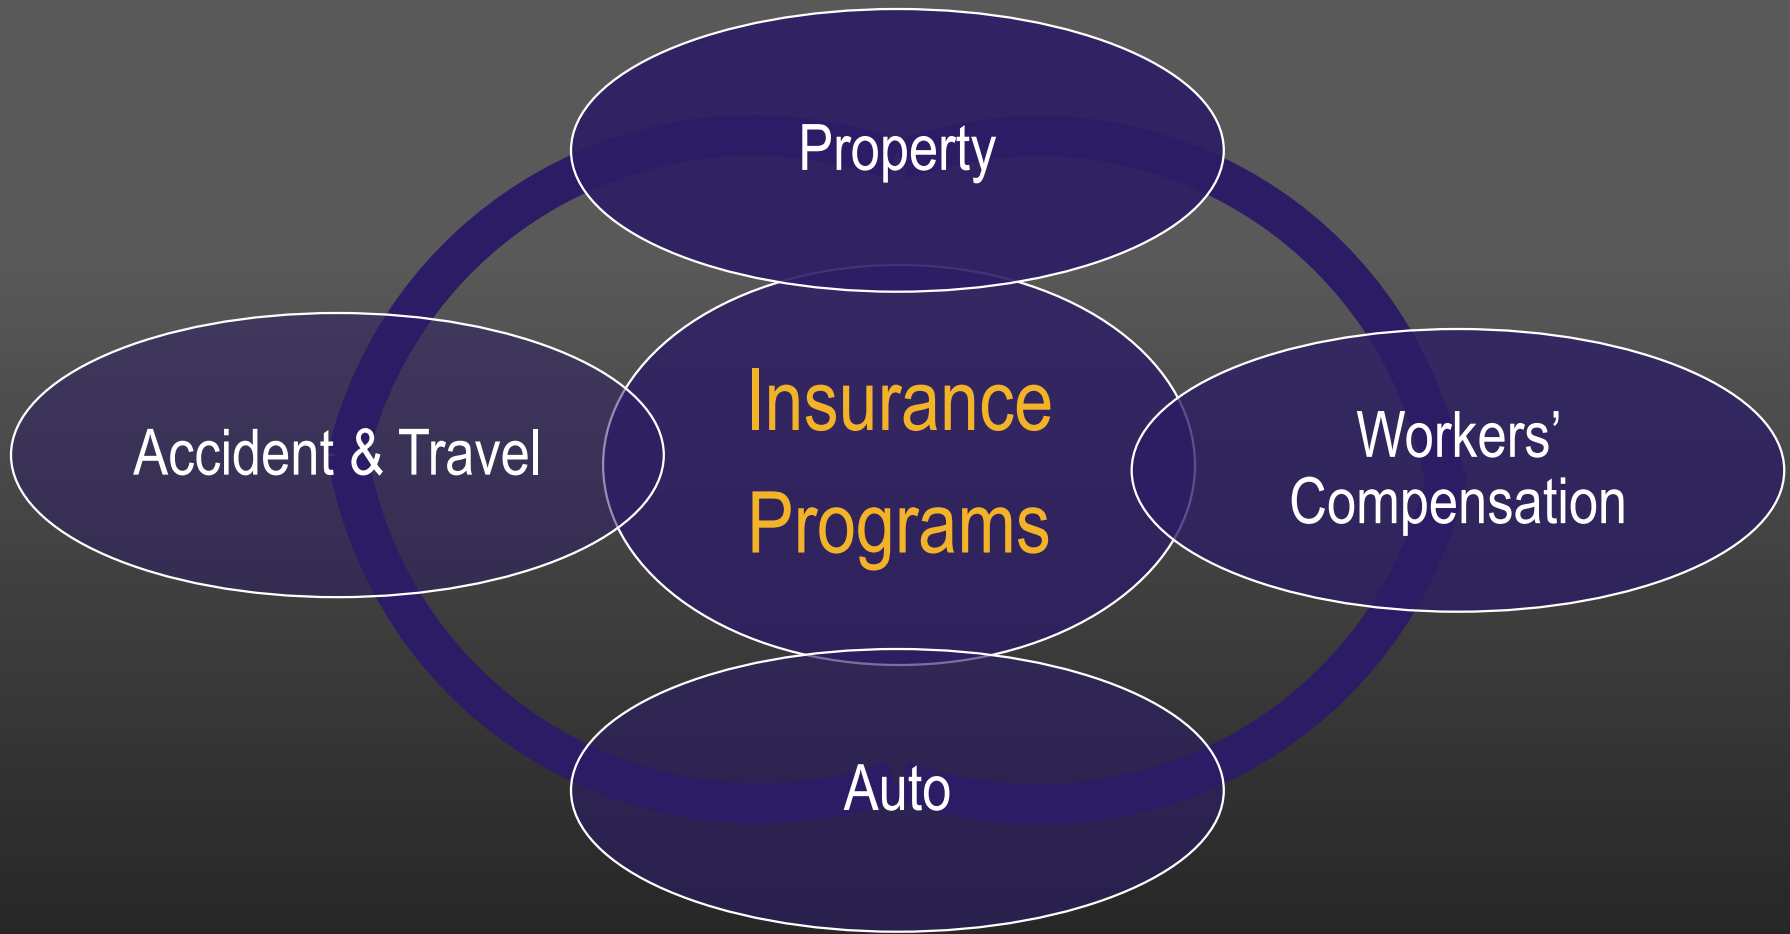 Property
Insurance
Programs
Accident & Travel
Workers’
Compensation
Auto